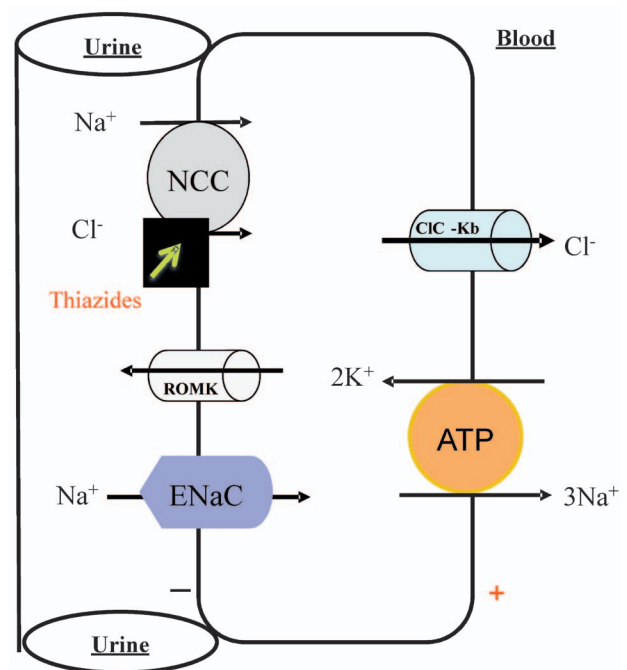 Urine
Blood
Na⁺
NCC
Cl⁻
ClC -Kb
Cl⁻
Thiazides
ROMK
2K⁺
ATP
Na⁺
ENaC
3Na⁺
–
+
Urine